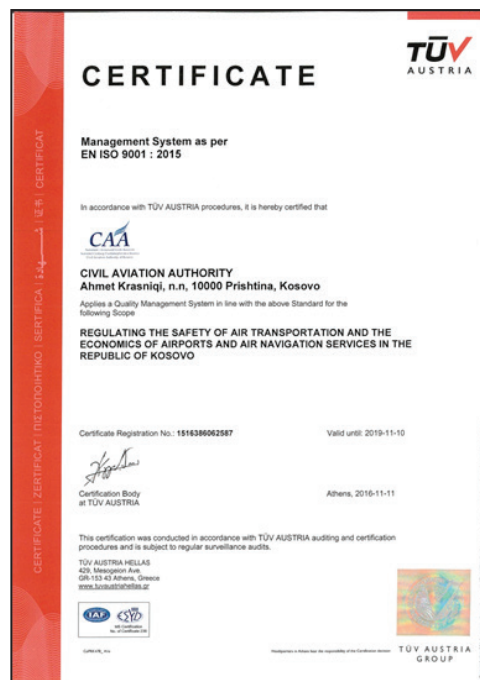 TÜV
AUSTRIA
CERTIFICATE
Management System as per
EN ISO 9001 : 2015
In accordance with TÜV AUSTRIA procedures, it is hereby certified that
CAA
CIVIL AVIATION AUTHORITY
Ahmet Krasniqi, n.n, 10000 Prishtina, Kosovo
Applies a Quality Management System in line with the above Standard for the
following Scope
REGULATING THE SAFETY OF AIR TRANSPORTATION AND THE
ECONOMICS OF AIRPORTS AND AIR NAVIGATION SERVICES IN THE
REPUBLIC OF KOSOVO
Certificate Registration No.: 1516386062587
Valid until: 2019-11-10
Certification Body
at TÜV AUSTRIA
Athens, 2016-11-11
This certification was conducted in accordance with TÜV AUSTRIA auditing and certification
procedures and is subject to regular surveillance audits.
TÜV AUSTRIA HELLAS
429, Mesogeion Ave.
GR-153 43 Athens, Greece
www.tuvaustriahellas.gr
IAF
TÜV AUSTRIA
GROUP
CERTIFICATE | ZERTIFIKAT | ΠΙΣΤΟΠΟΙΗΤΙΚΟ | SERTIFICA | شهادة | 证书 | CERTIFICAT